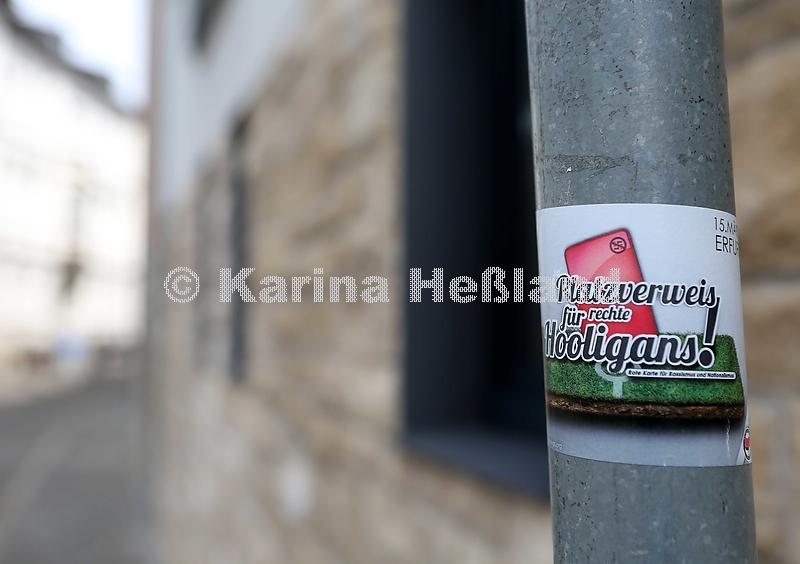 15.MÄ
ERFU
© Karina Heßland
Platzverweis
für rechte
Hooligans!
Rote Karte für Rassismus und Nationalismus